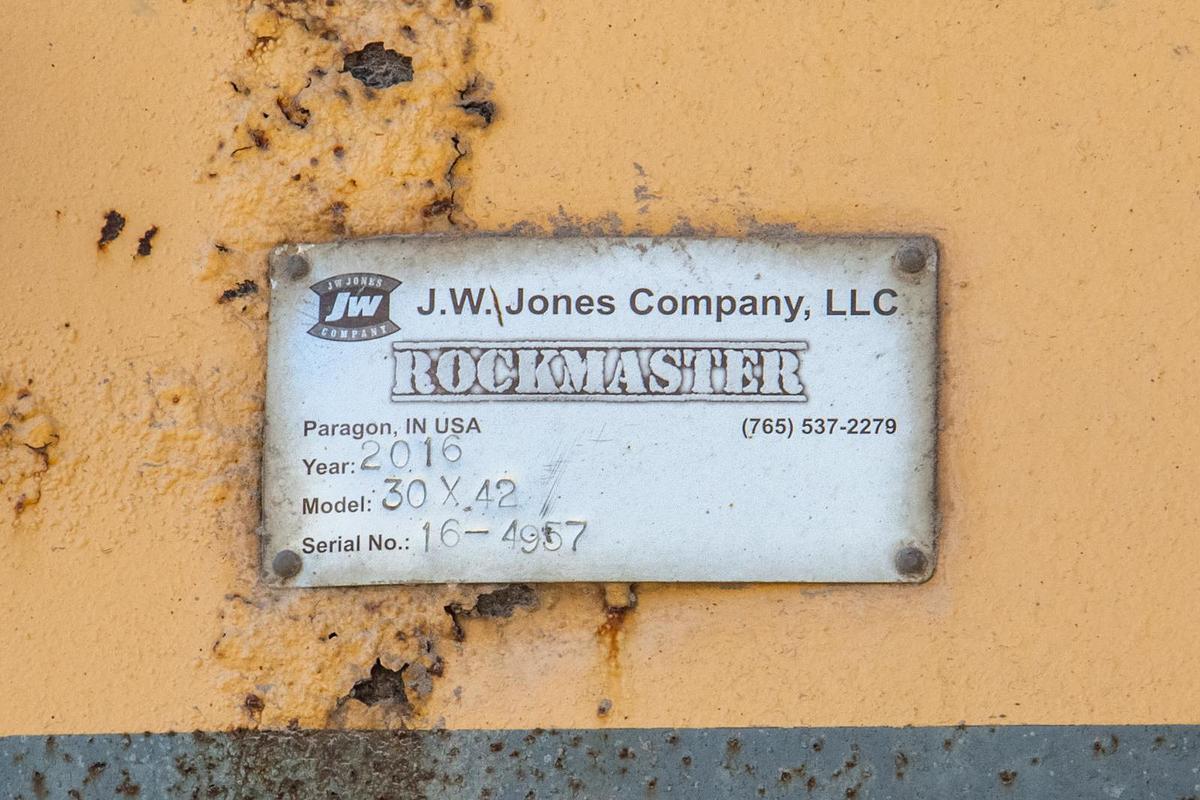 JW JONES
JW
COMPANY
J.W. Jones Company, LLC
ROCKMASTER
Paragon, IN USA
(765) 537-2279
Year: 2016
Model: 30 X 42
Serial No.: 16-4957